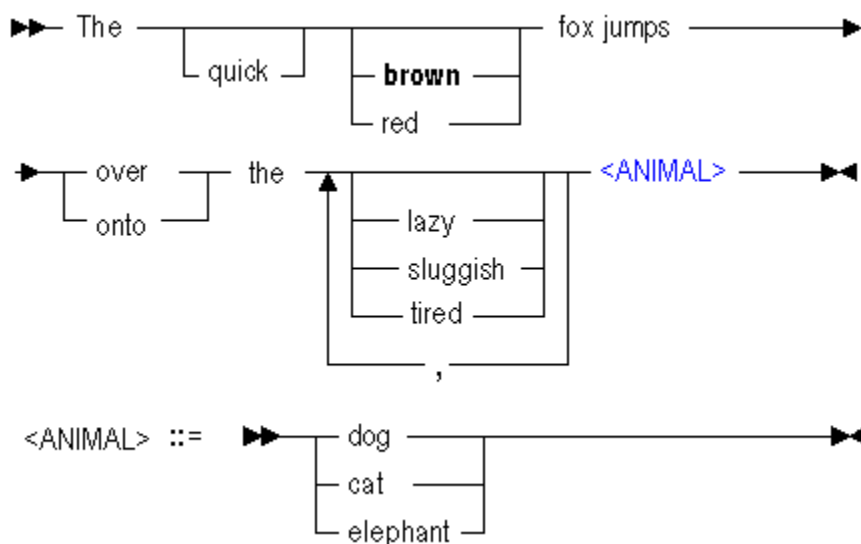 The fox jumps
quick
brown
red
over the <ANIMAL>
onto
lazy
sluggish
tired
,
<ANIMAL> ::= dog
cat
elephant